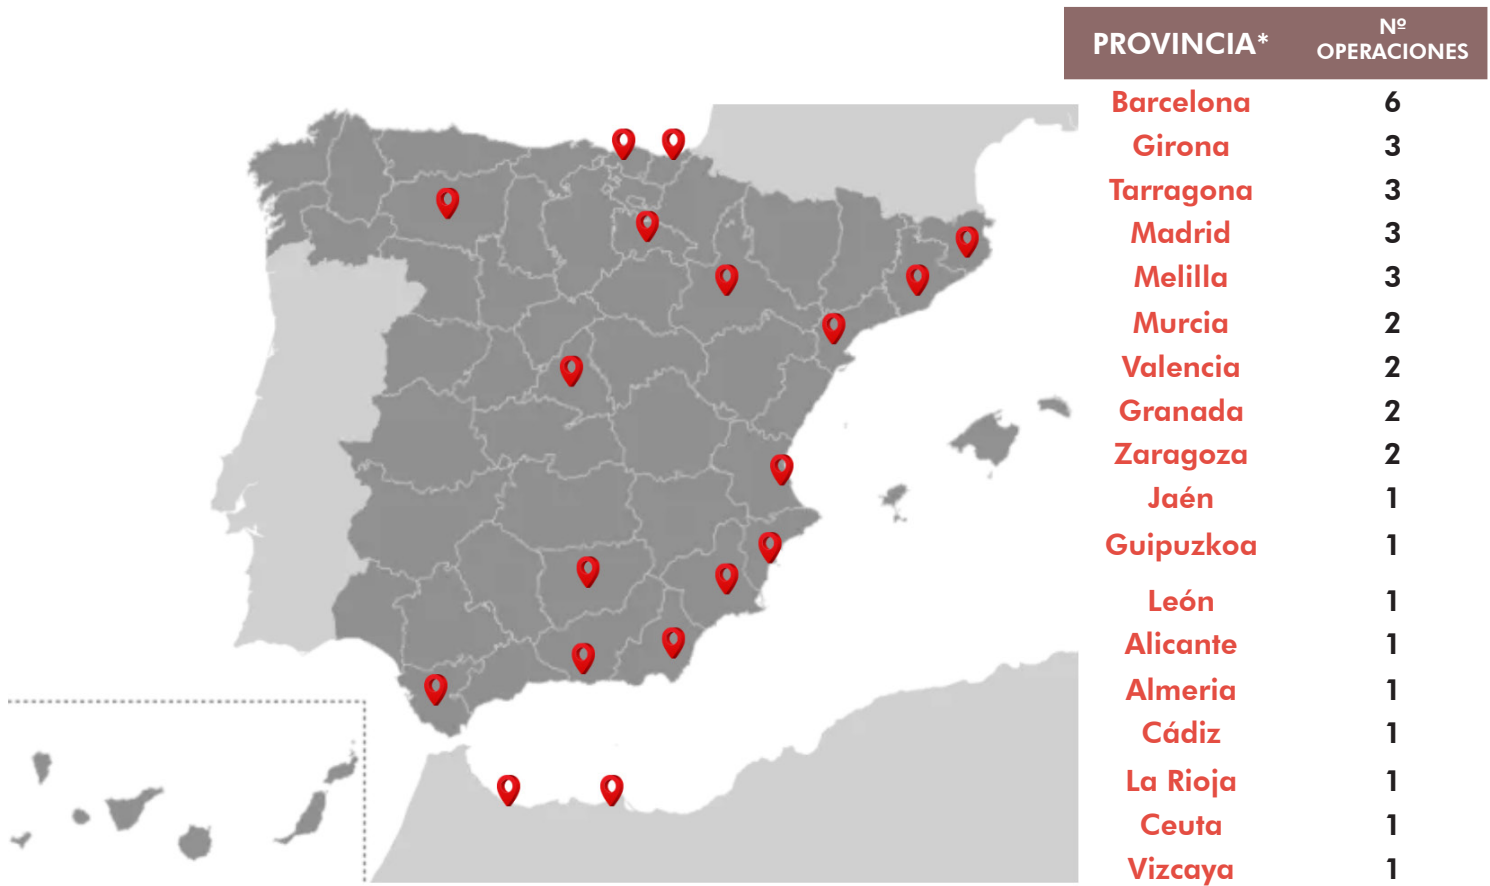 PROVINCIA* Nº OPERACIONES
Barcelona 6
Girona 3
Tarragona 3
Madrid 3
Melilla 3
Murcia 2
Valencia 2
Granada 2
Zaragoza 2
Jaén 1
Guipuzkoa 1
León 1
Alicante 1
Almeria 1
Cádiz 1
La Rioja 1
Ceuta 1
Vizcaya 1